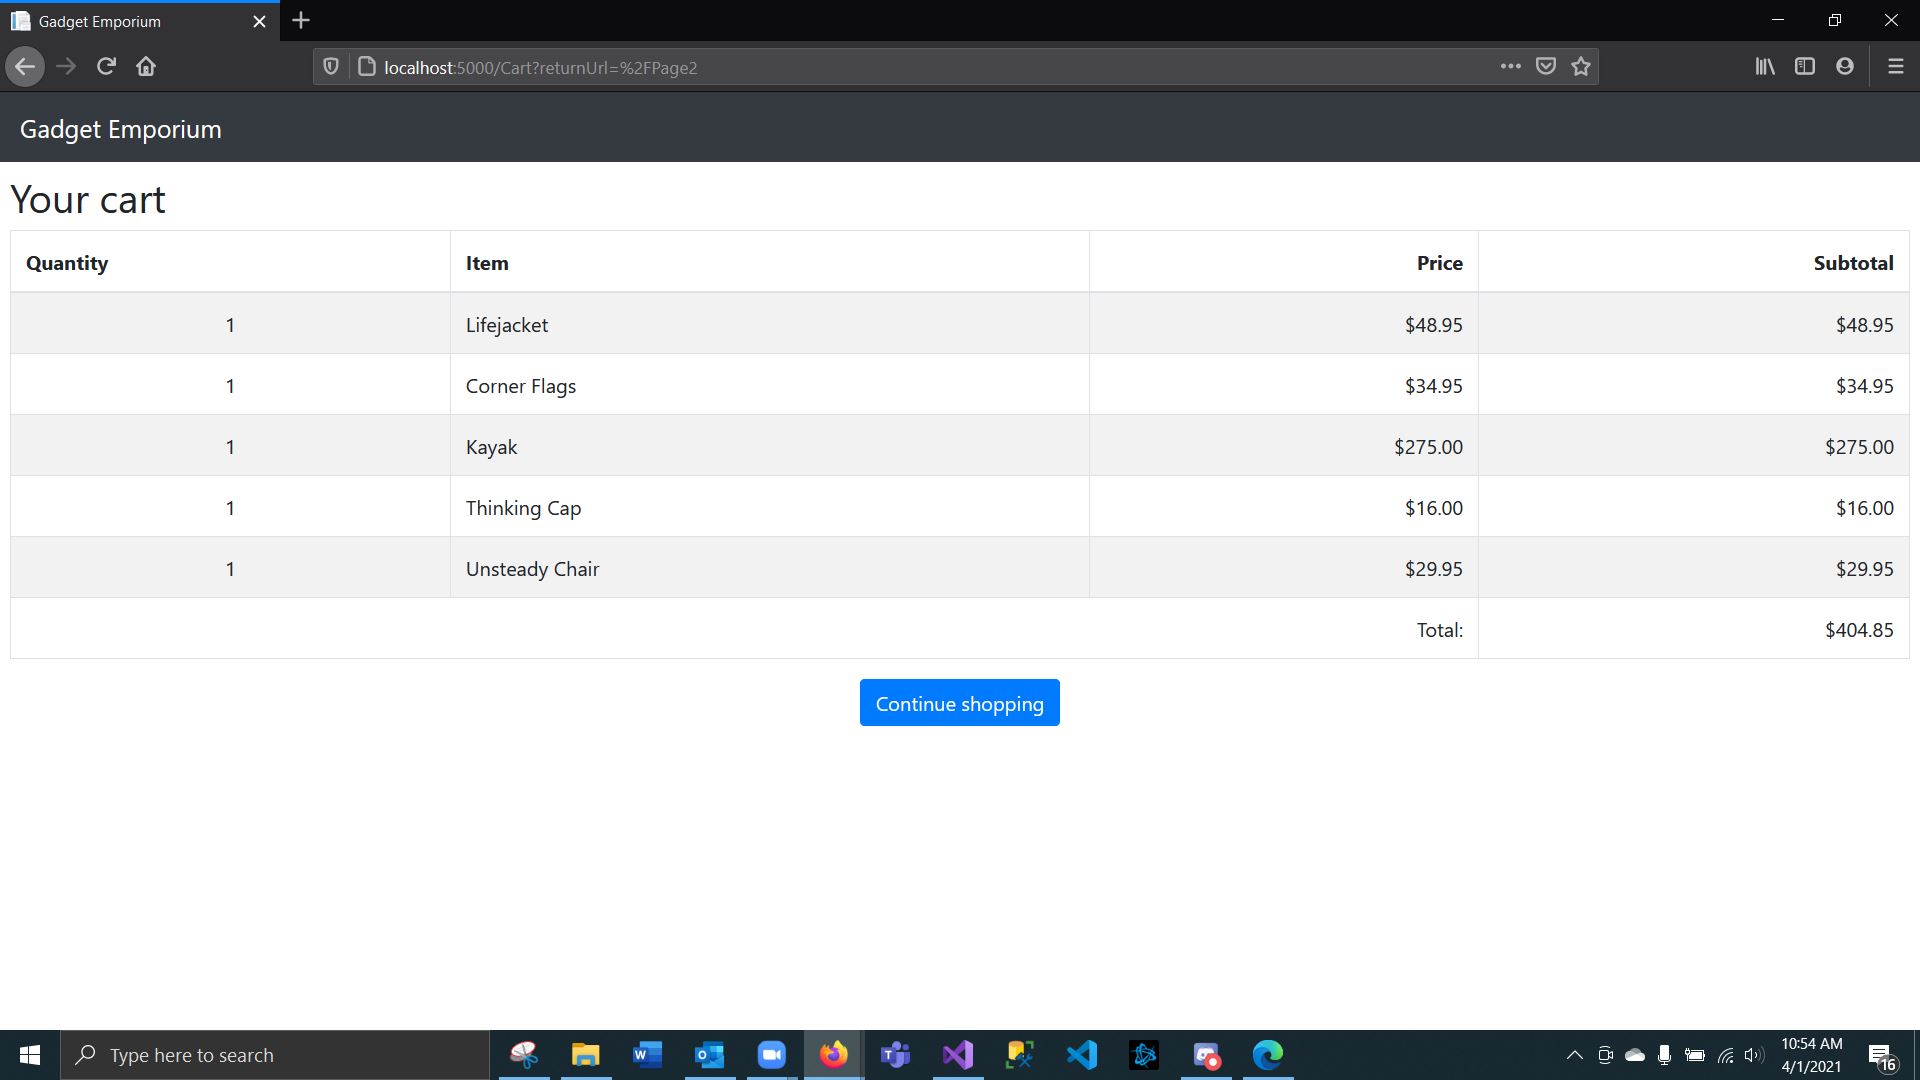 Gadget Emporium
localhost:5000/Cart?returnUrl=%2FPage2
Gadget Emporium
Your cart
Quantity Item Price Subtotal
1 Lifejacket $48.95 $48.95
1 Corner Flags $34.95 $34.95
1 Kayak $275.00 $275.00
1 Thinking Cap $16.00 $16.00
1 Unsteady Chair $29.95 $29.95
Total: $404.85
Continue shopping
Type here to search
10:54 AM
4/1/2021
16